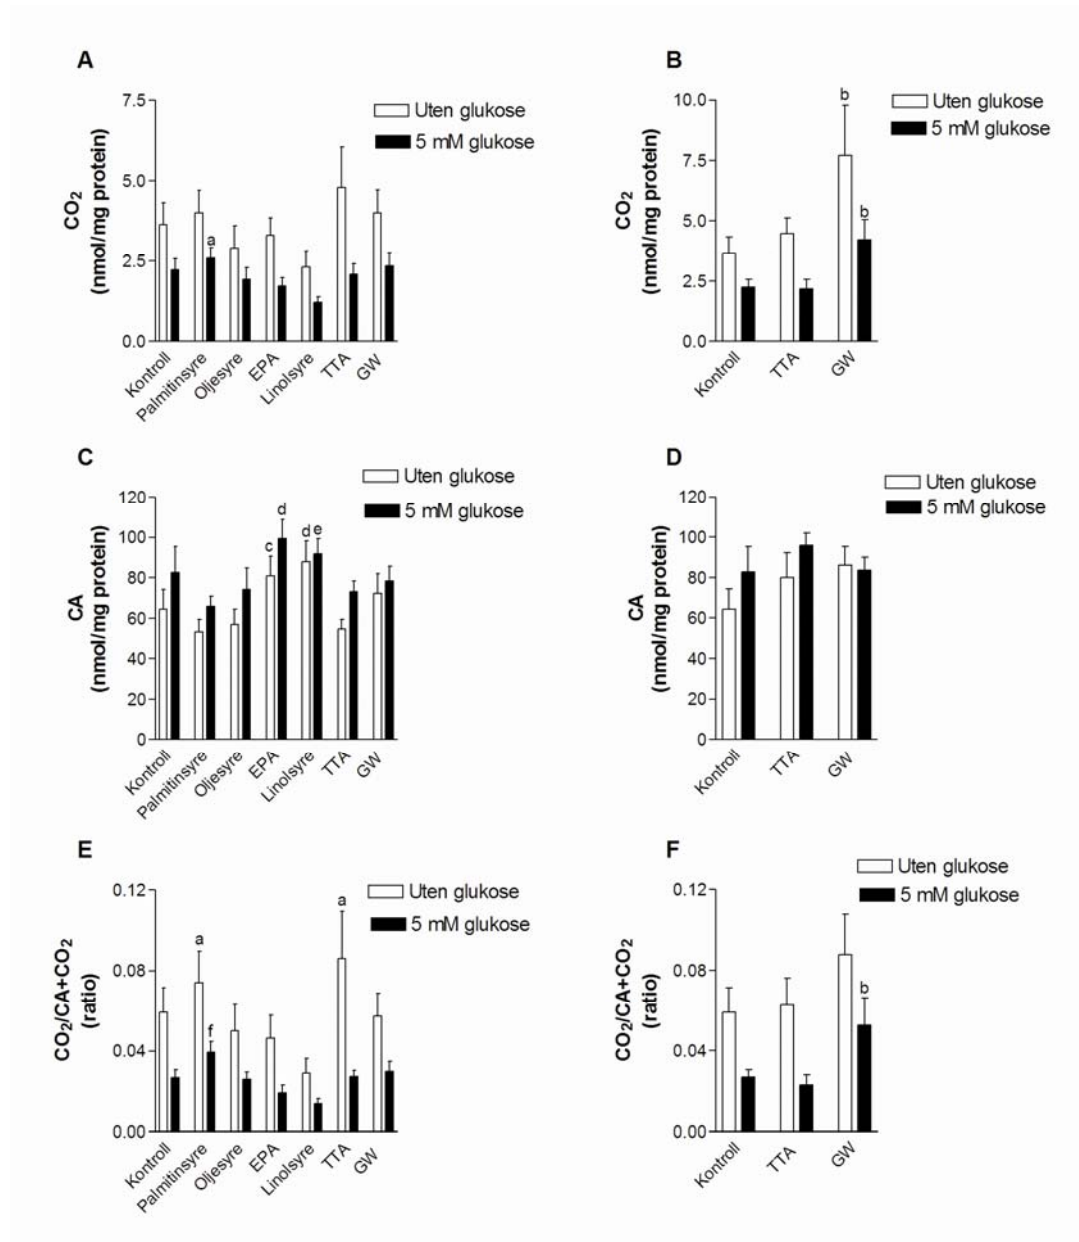 A
CO2
(nmol/mg protein)
7.5
5.0
2.5
0.0
Uten glukose
5 mM glukose
a
Kontroll
Palmitinsyre
Oljesyre
EPA
Linolsyre
TTA
GW
B
CO2
(nmol/mg protein)
10.0
7.5
5.0
2.5
0.0
Uten glukose
5 mM glukose
b
b
Kontroll
TTA
GW
C
CA
(nmol/mg protein)
120
100
80
60
40
20
0
Uten glukose
5 mM glukose
c
d
d
e
Kontroll
Palmitinsyre
Oljesyre
EPA
Linolsyre
TTA
GW
D
CA
(nmol/mg protein)
120
100
80
60
40
20
0
Uten glukose
5 mM glukose
Kontroll
TTA
GW
E
CO2/CA+CO2
(ratio)
0.12
0.08
0.04
0.00
Uten glukose
5 mM glukose
a
f
a
Kontroll
Palmitinsyre
Oljesyre
EPA
Linolsyre
TTA
GW
F
CO2/CA+CO2
(ratio)
0.12
0.08
0.04
0.00
Uten glukose
5 mM glukose
b
Kontroll
TTA
GW